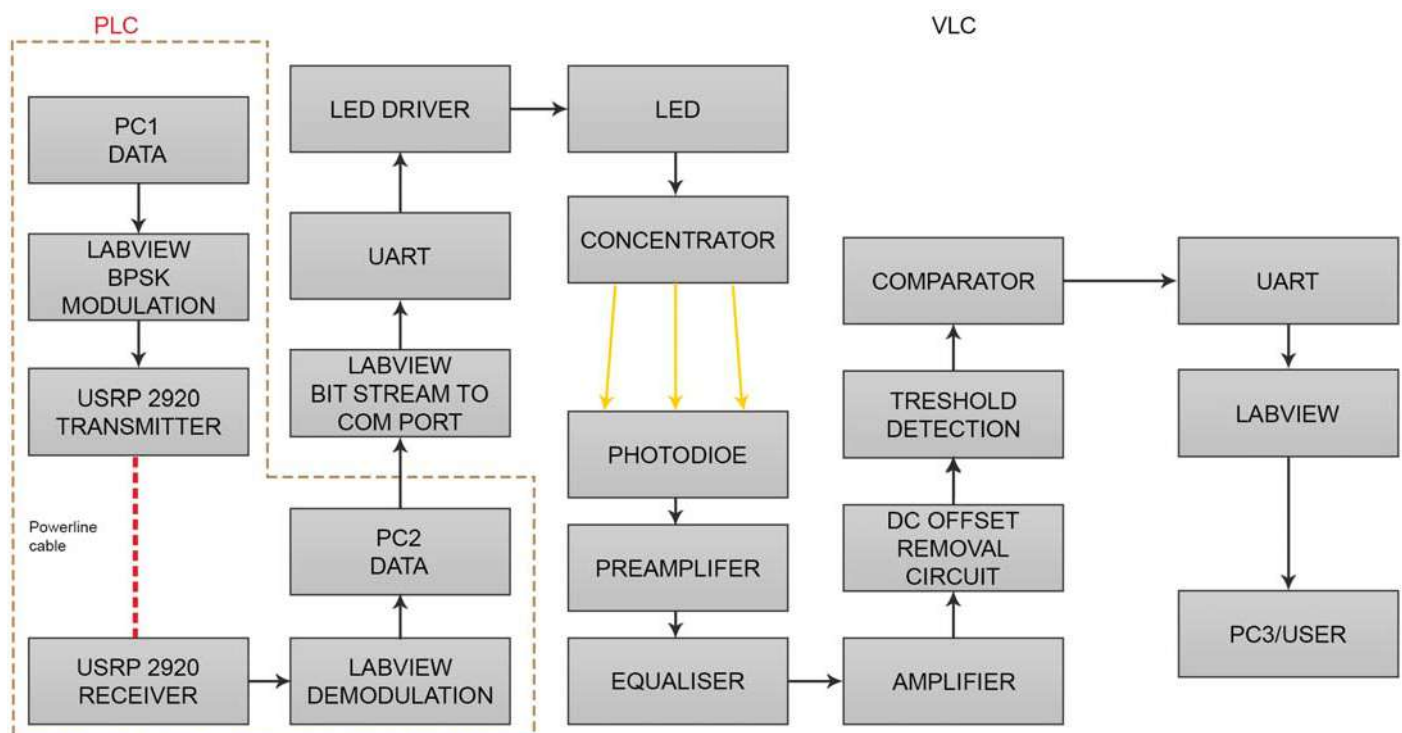 PLC
VLC
PC1
DATA
LABVIEW
BPSK
MODULATION
USRP 2920
TRANSMITTER
Powerline
cable
USRP 2920
RECEIVER
LABVIEW
DEMODULATION
PC2
DATA
LABVIEW
BIT STREAM TO
COM PORT
UART
LED DRIVER
LED
CONCENTRATOR
PHOTODIOE
PREAMPLIFER
EQUALISER
AMPLIFIER
DC OFFSET
REMOVAL
CIRCUIT
TRESHOLD
DETECTION
COMPARATOR
UART
LABVIEW
PC3/USER